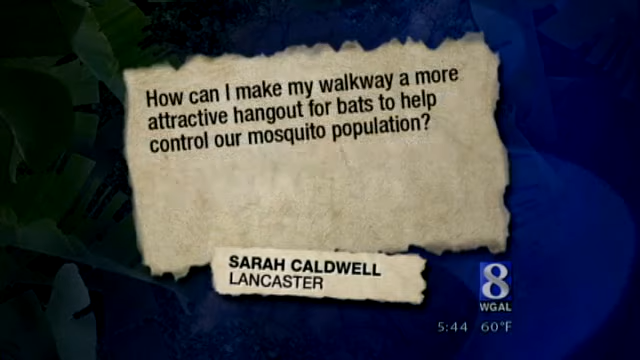 How can I make my walkway a more
attractive hangout for bats to help
control our mosquito population?
SARAH CALDWELL
LANCASTER
8
WGAL
5:44 60°F